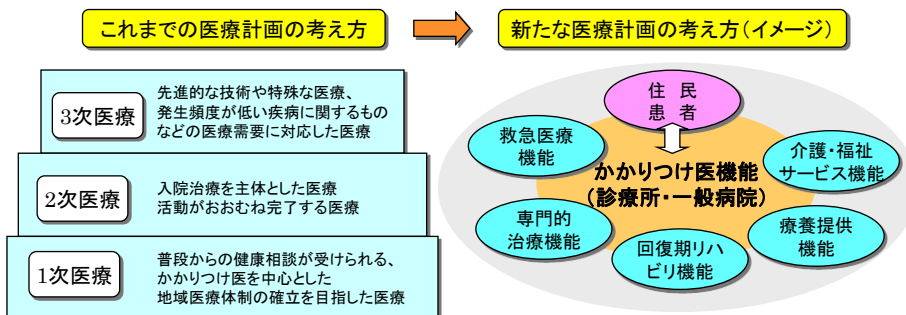 これまでの医療計画の考え方
新たな医療計画の考え方(イメージ)
3次医療
先進的な技術や特殊な医療、
発生頻度が低い疾病に関するもの
などの医療需要に対応した医療
2次医療
入院治療を主体とした医療
活動がおおむね完了する医療
1次医療
普段からの健康相談が受けられる、
かかりつけ医を中心とした
地域医療体制の確立を目指した医療
住 民
患 者
救急医療
機能
かかりつけ医機能
(診療所・一般病院)
介護・福祉
サービス機能
専門的
治療機能
回復期リハ
ビリ機能
療養提供
機能